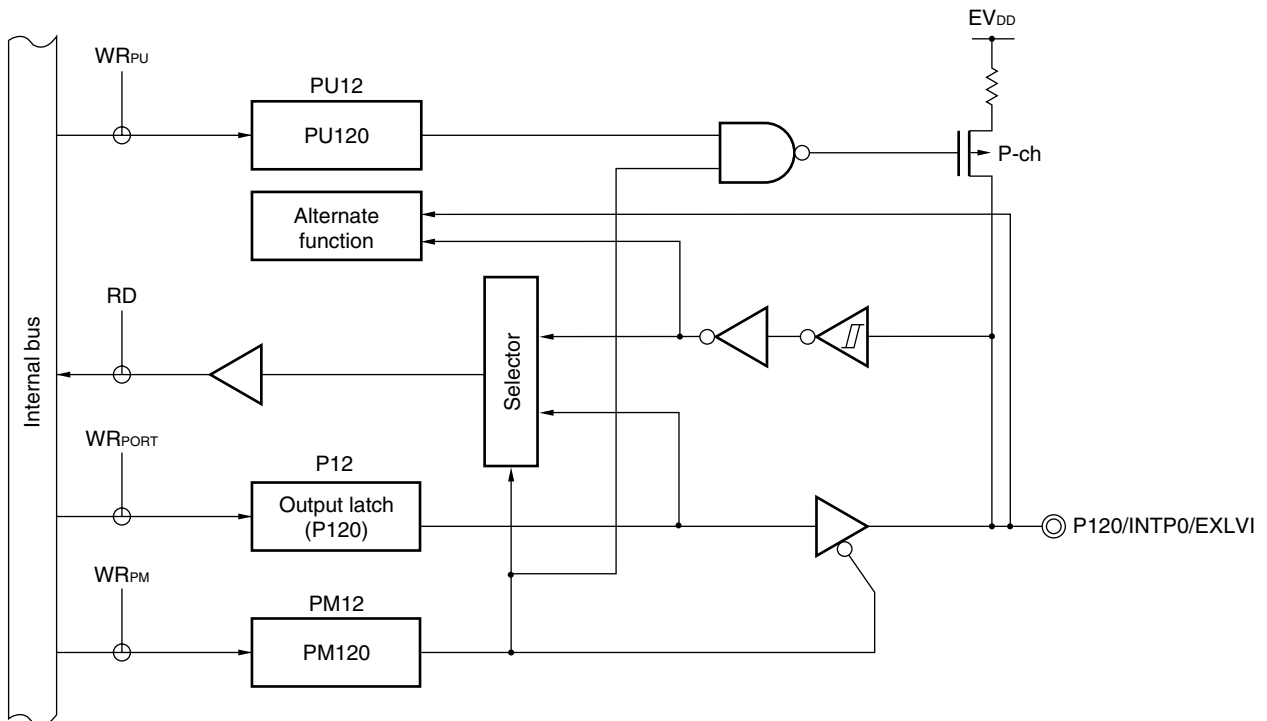 EVDD
WRPU
PU12
PU120
P-ch
Alternate
function
RD
Internal bus
Selector
WRPORT
P12
Output latch
(P120)
P120/INTP0/EXLVI
WRPM
PM12
PM120